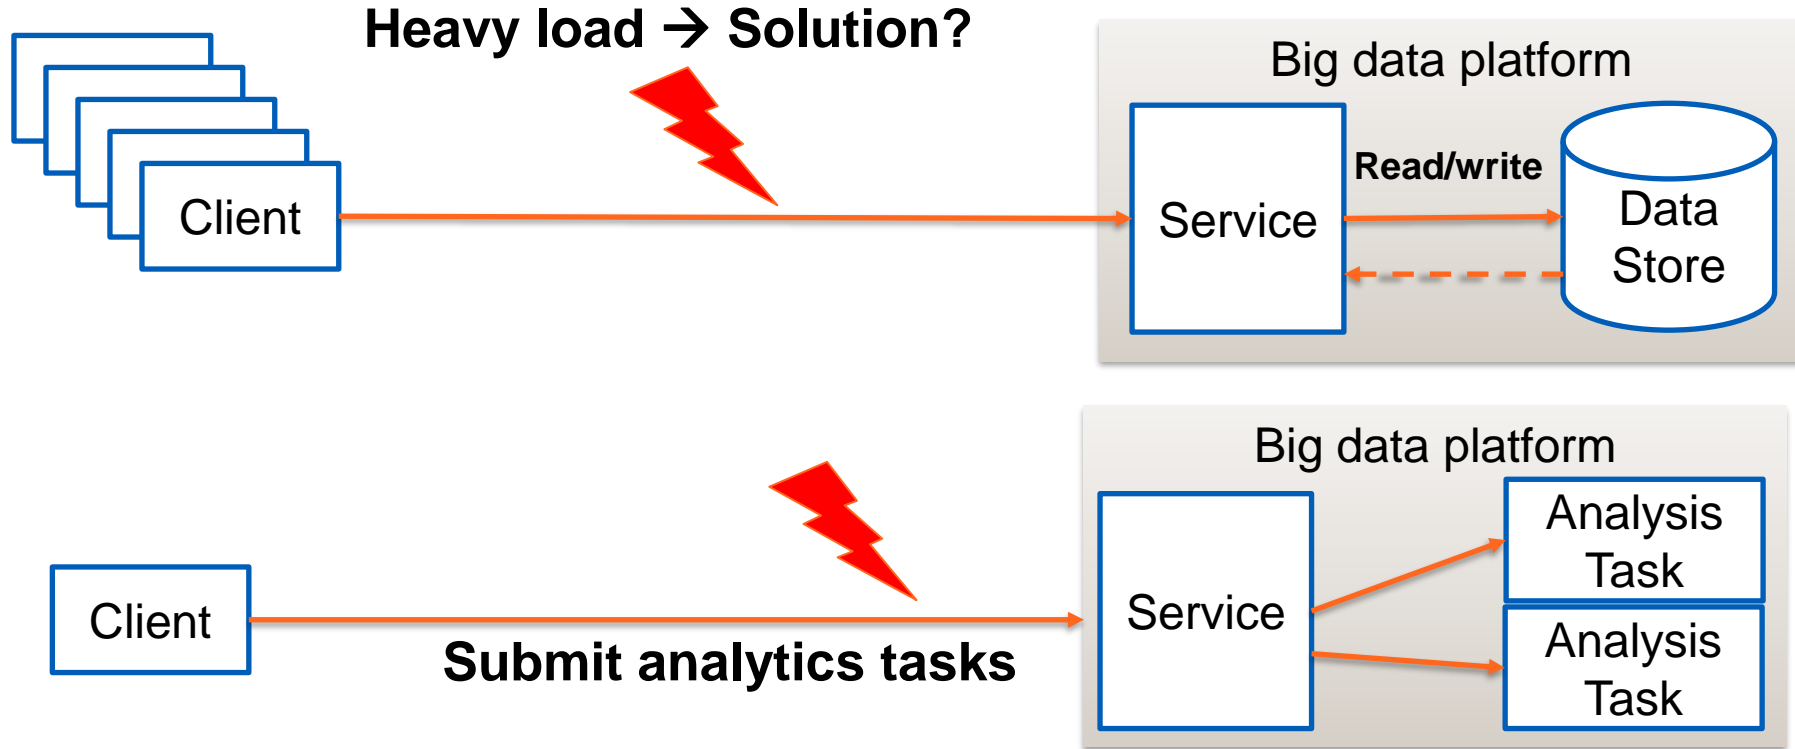 Heavy load → Solution?
Big data platform
Client
Service
Read/write
Data
Store
Big data platform
Client
Submit analytics tasks
Service
Analysis
Task
Analysis
Task